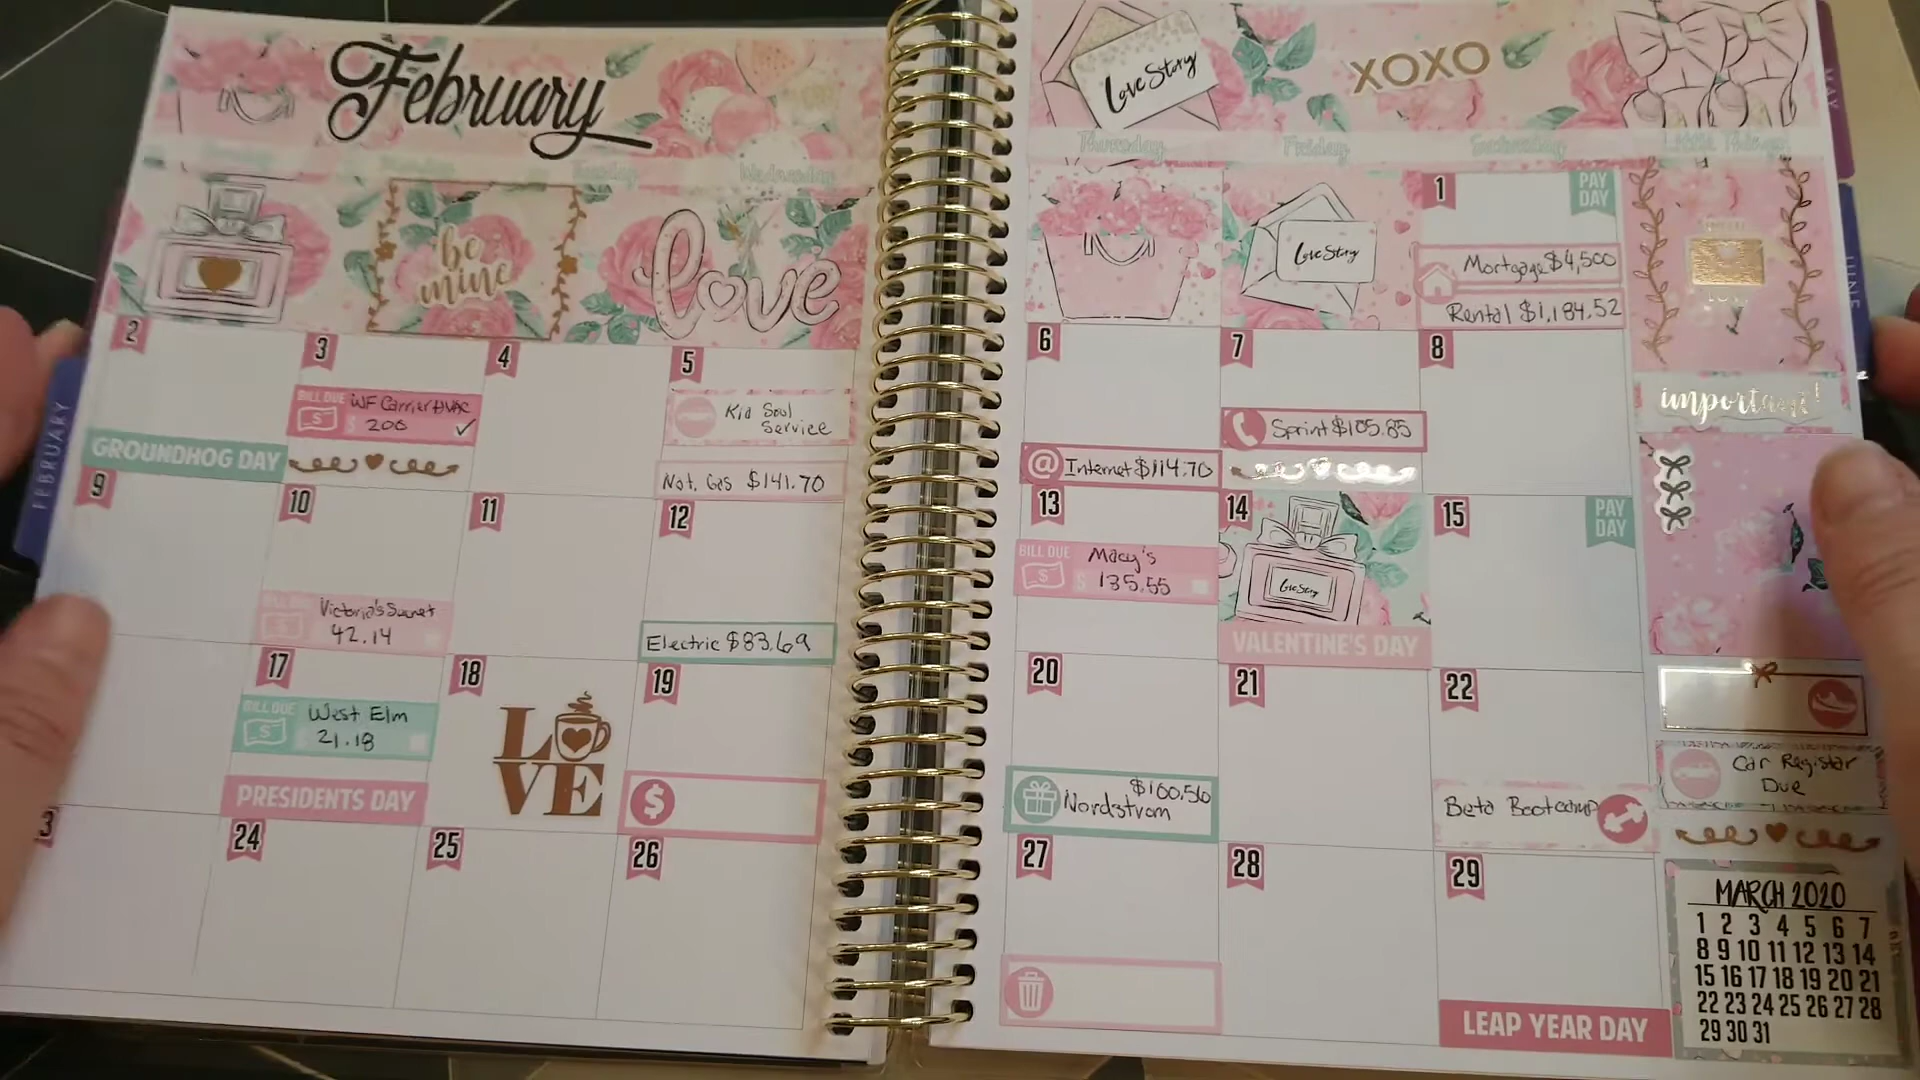 February
Love Story
XOXO
Thursday
Friday
Saturday
Wednesday
be
mine
love
Love Story
1
PAY
DAY
Mortgage $4,500
Rental $1,184.52
2
GROUNDHOG DAY
3
BILL DUE
WF Carrier HVAC
$ 200
4
5
Kid Soul
Service
Nat. Gas $141.70
6
@ Internet $114.70
7
Sprint $105.85
8
important!
9
10
BILL DUE
Victoria's Secret
42.14
11
12
Electric $83.69
13
BILL DUE
Macy's
$ 135.55
14
Love Story
VALENTINE'S DAY
15
PAY
DAY
17
BILL DUE
West Elm
21.18
PRESIDENTS DAY
18
LOVE
19
$
20
$100.56
Nordstrom
21
22
Beta Bootcamp
Car Register
Due
24
25
26
27
28
29
LEAP YEAR DAY
MARCH 2020
1 2 3 4 5 6 7
8 9 10 11 12 13 14
15 16 17 18 19 20 21
22 23 24 25 26 27 28
29 30 31
FEBRUARY
MAY
JUNE